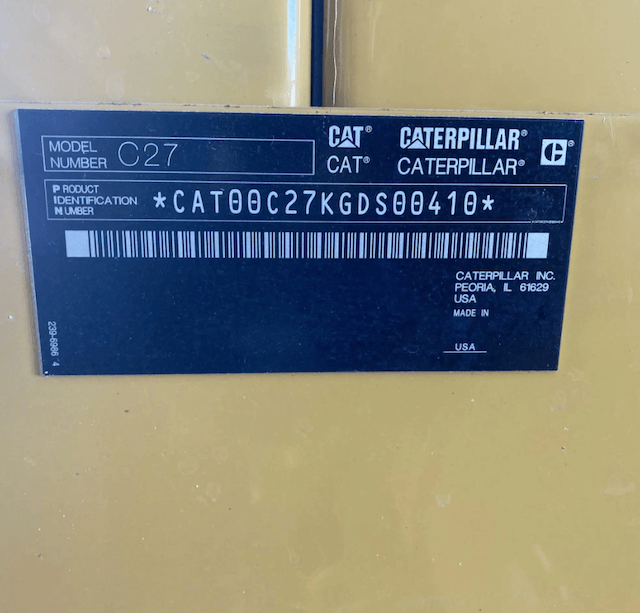 MODEL
NUMBER C27
CAT® CATERPILLAR®
CAT® CATERPILLAR®
PRODUCT
IDENTIFICATION
NUMBER *CAT00C27KGDS00410*
CATERPILLAR INC.
PEORIA, IL 61629
USA
MADE IN
USA
239-6986 4